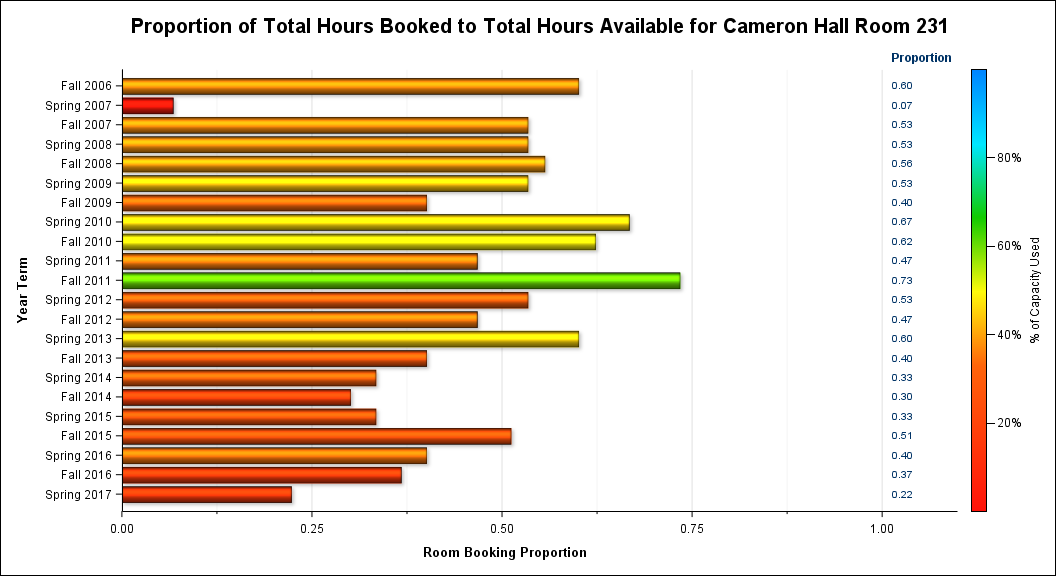 Proportion of Total Hours Booked to Total Hours Available for Cameron Hall Room 231
Proportion
Fall 2006 0.60
Spring 2007 0.07
Fall 2007 0.53
Spring 2008 0.53
Fall 2008 0.56
Spring 2009 0.53
Fall 2009 0.40
Spring 2010 0.67
Fall 2010 0.62
Spring 2011 0.47
Fall 2011 0.73
Spring 2012 0.53
Fall 2012 0.47
Spring 2013 0.60
Fall 2013 0.40
Spring 2014 0.33
Fall 2014 0.30
Spring 2015 0.33
Fall 2015 0.51
Spring 2016 0.40
Fall 2016 0.37
Spring 2017 0.22
Year Term
0.00 0.25 0.50 0.75 1.00
Room Booking Proportion
80%
60%
40%
20%
% of Capacity Used